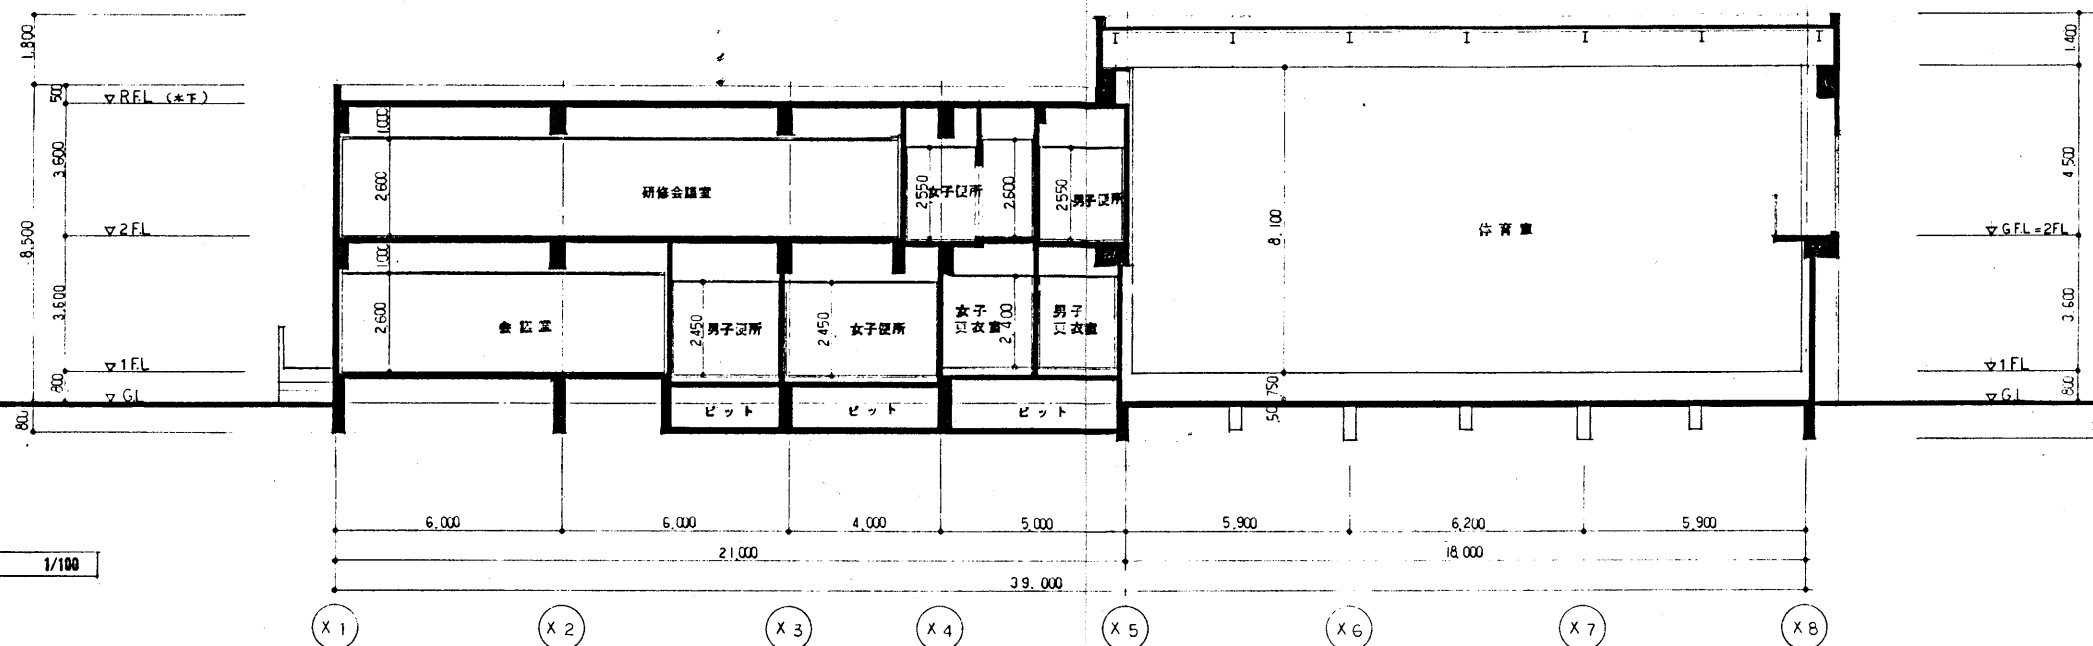 1,800
500
▽ R.F.L (水下)
3,600
8,500
▽ 2F.L
3,600
▽ 1F.L
800
▽ G.L
800
1,000
2,600
研修会議室
2,550
女子便所
2,600
2,550
男子便所
1,000
2,600
会議室
2,450
男子便所
2,450
女子便所
女子
更衣室
2,400
男子
更衣室
ピット
ピット
ピット
8,100
体育室
750
50
1,400
4,500
▽ G.F.L=2FL
3,600
▽ 1F.L
800
▽ G.L
6,000
6,000
4,000
5,000
5,900
6,200
5,900
21,000
18,000
39,000
1/100
X1
X2
X3
X4
X5
X6
X7
X8